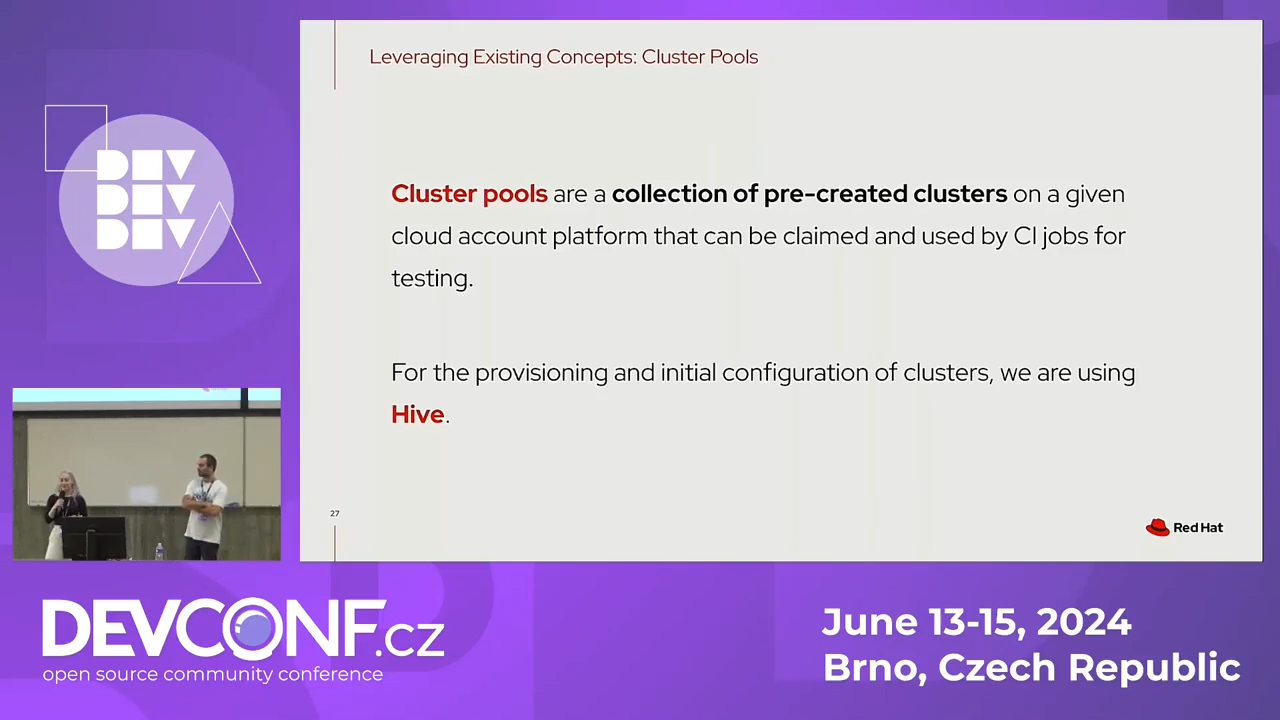 Leveraging Existing Concepts: Cluster Pools
DEV
DEV
DEV
Cluster pools are a collection of pre-created clusters on a given
cloud account platform that can be claimed and used by CI jobs for
testing.
For the provisioning and initial configuration of clusters, we are using
Hive.
27
Red Hat
DEVCONF.cz
open source community conference
June 13-15, 2024
Brno, Czech Republic